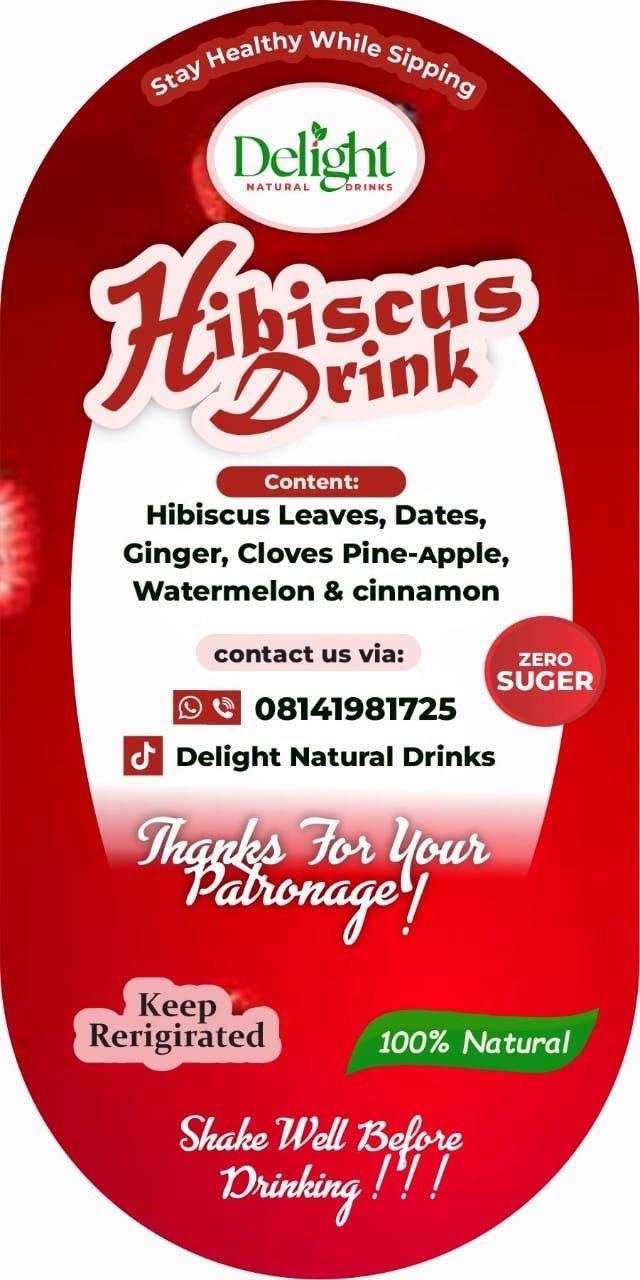 Stay Healthy While Sipping
Delight
NATURAL DRINKS
Hibiscus
Drink
Content:
Hibiscus Leaves, Dates,
Ginger, Cloves Pine-Apple,
Watermelon & cinnamon
contact us via:
08141981725
Delight Natural Drinks
ZERO
SUGER
Thanks For Your
Patronage!
Keep
Rerigirated
100% Natural
Shake Well Before
Drinking !!!